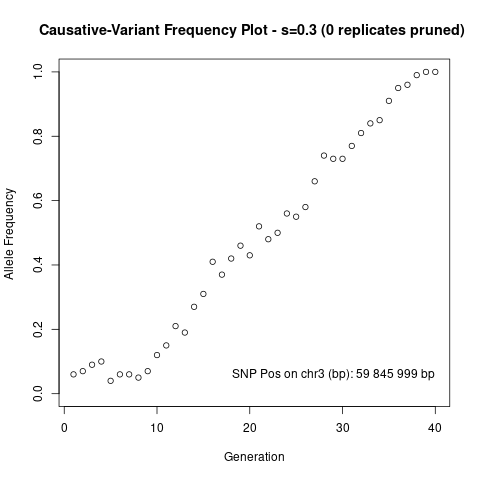 Causative-Variant Frequency Plot - s=0.3 (0 replicates pruned)
Allele Frequency
1.0
0.8
0.6
0.4
0.2
0.0
SNP Pos on chr3 (bp): 59 845 999 bp
0 10 20 30 40
Generation